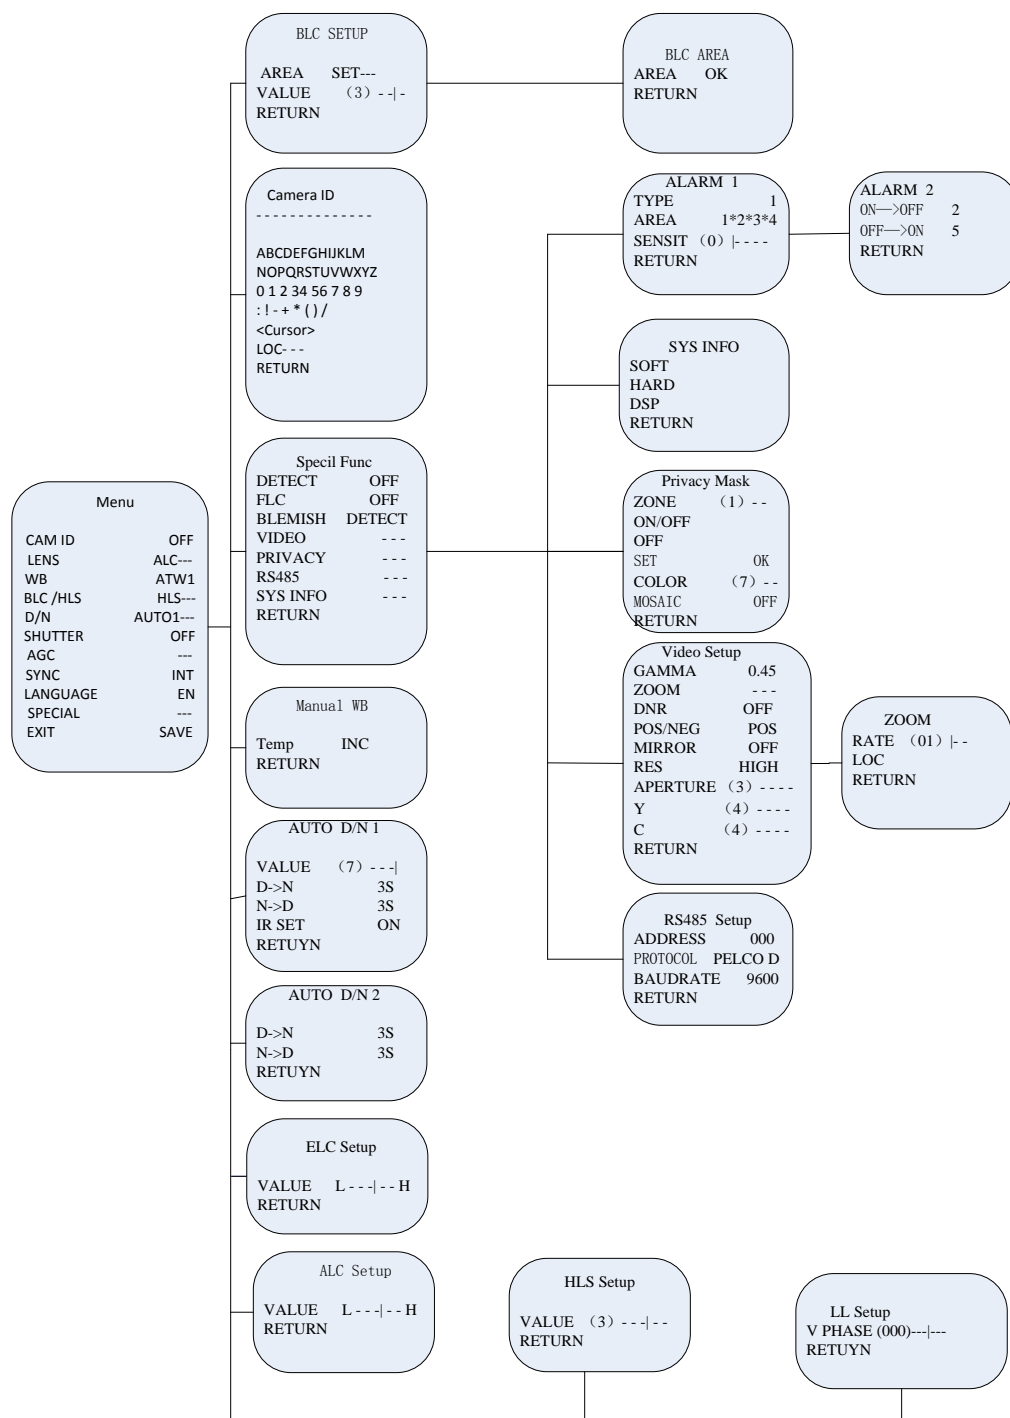 Menu
CAM ID OFF
LENS ALC---
WB ATW1
BLC /HLS HLS---
D/N AUTO1---
SHUTTER OFF
AGC ---
SYNC INT
LANGUAGE EN
SPECIAL ---
EXIT SAVE
BLC SETUP
AREA SET---
VALUE （3）--|-
RETURN
BLC AREA
AREA OK
RETURN
Camera ID
- - - - - - - - - - - - - -
ABCDEFGHIJKLM
NOPQRSTUVWXYZ
0 1 2 34 56 7 8 9
: ! - + * ( ) /
<Cursor>
LOC- - -
RETURN
Specil Func
DETECT OFF
FLC OFF
BLEMISH DETECT
VIDEO - - -
PRIVACY - - -
RS485 - - -
SYS INFO - - -
RETURN
ALARM 1
TYPE 1
AREA 1*2*3*4
SENSIT （0）|- - - -
RETURN
ALARM 2
ON—>OFF 2
OFF—>ON 5
RETURN
SYS INFO
SOFT
HARD
DSP
RETURN
Privacy Mask
ZONE （1）- -
ON/OFF
OFF
SET OK
COLOR （7）- -
MOSAIC OFF
RETURN
Video Setup
GAMMA 0.45
ZOOM - - -
DNR OFF
POS/NEG POS
MIRROR OFF
RES HIGH
APERTURE （3）- - - -
Y （4）- - - -
C （4）- - - -
RETURN
ZOOM
RATE （01）|- -
LOC
RETURN
RS485 Setup
ADDRESS 000
PROTOCOL PELCO D
BAUDRATE 9600
RETURN
Manual WB
Temp INC
RETURN
AUTO D/N 1
VALUE （7）- - -|
D->N 3S
N->D 3S
IR SET ON
RETUYN
AUTO D/N 2
D->N 3S
N->D 3S
RETUYN
ELC Setup
VALUE L - - -| - - H
RETURN
ALC Setup
VALUE L - - -| - - H
RETURN
HLS Setup
VALUE （3）- - -| - -
RETURN
LL Setup
V PHASE (000)---|---
RETUYN